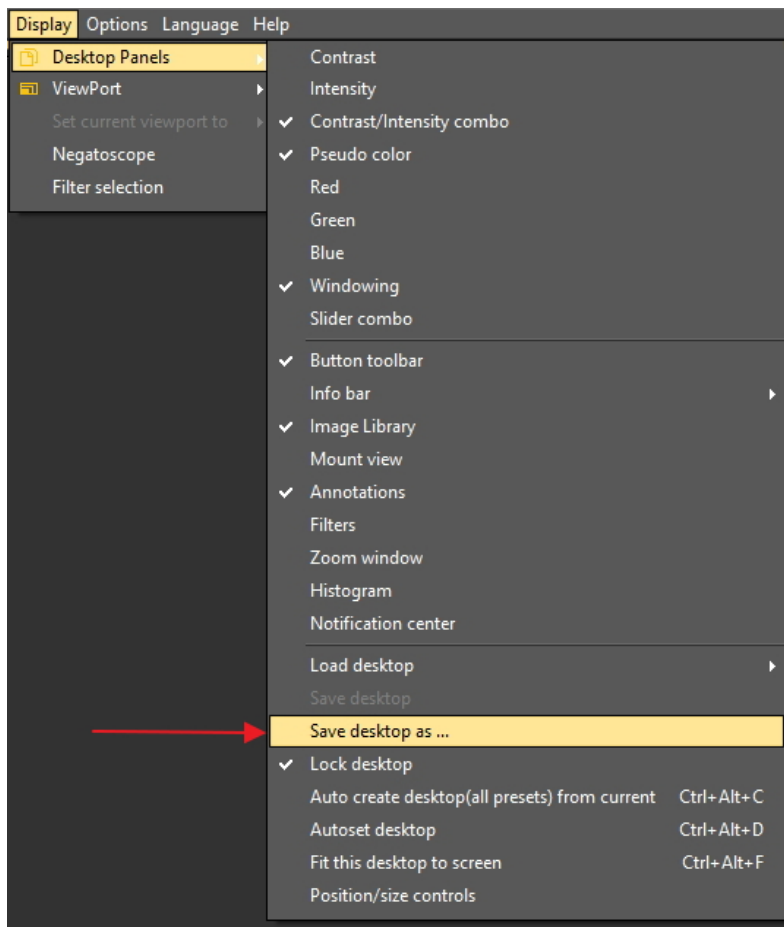 Display Options Language Help
Desktop Panels
ViewPort
Set current viewport to
Negatoscope
Filter selection
Contrast
Intensity
Contrast/Intensity combo
Pseudo color
Red
Green
Blue
Windowing
Slider combo
Button toolbar
Info bar
Image Library
Mount view
Annotations
Filters
Zoom window
Histogram
Notification center
Load desktop
Save desktop
Save desktop as ...
Lock desktop
Auto create desktop(all presets) from current Ctrl+Alt+C
Autoset desktop Ctrl+Alt+D
Fit this desktop to screen Ctrl+Alt+F
Position/size controls